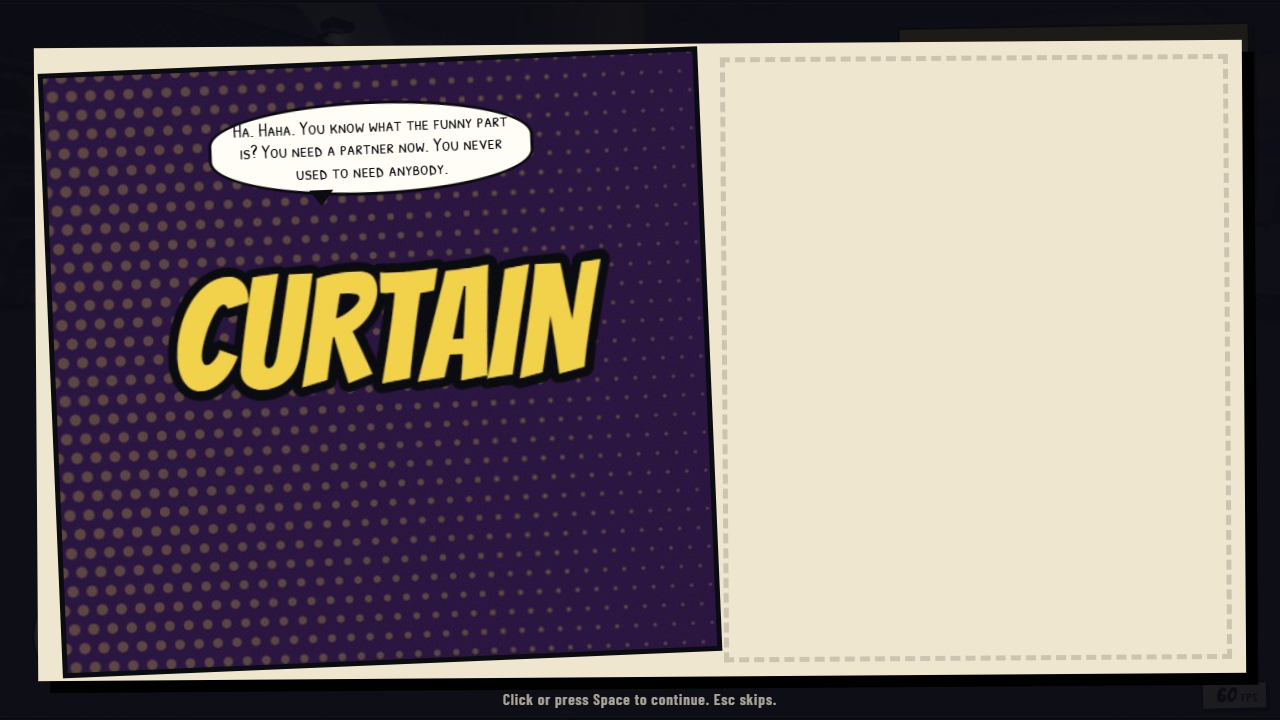 Ha. Haha. You know what the funny part
is? You need a partner now. You never
used to need anybody.
CURTAIN
Click or press Space to continue. Esc skips.
60 FPS